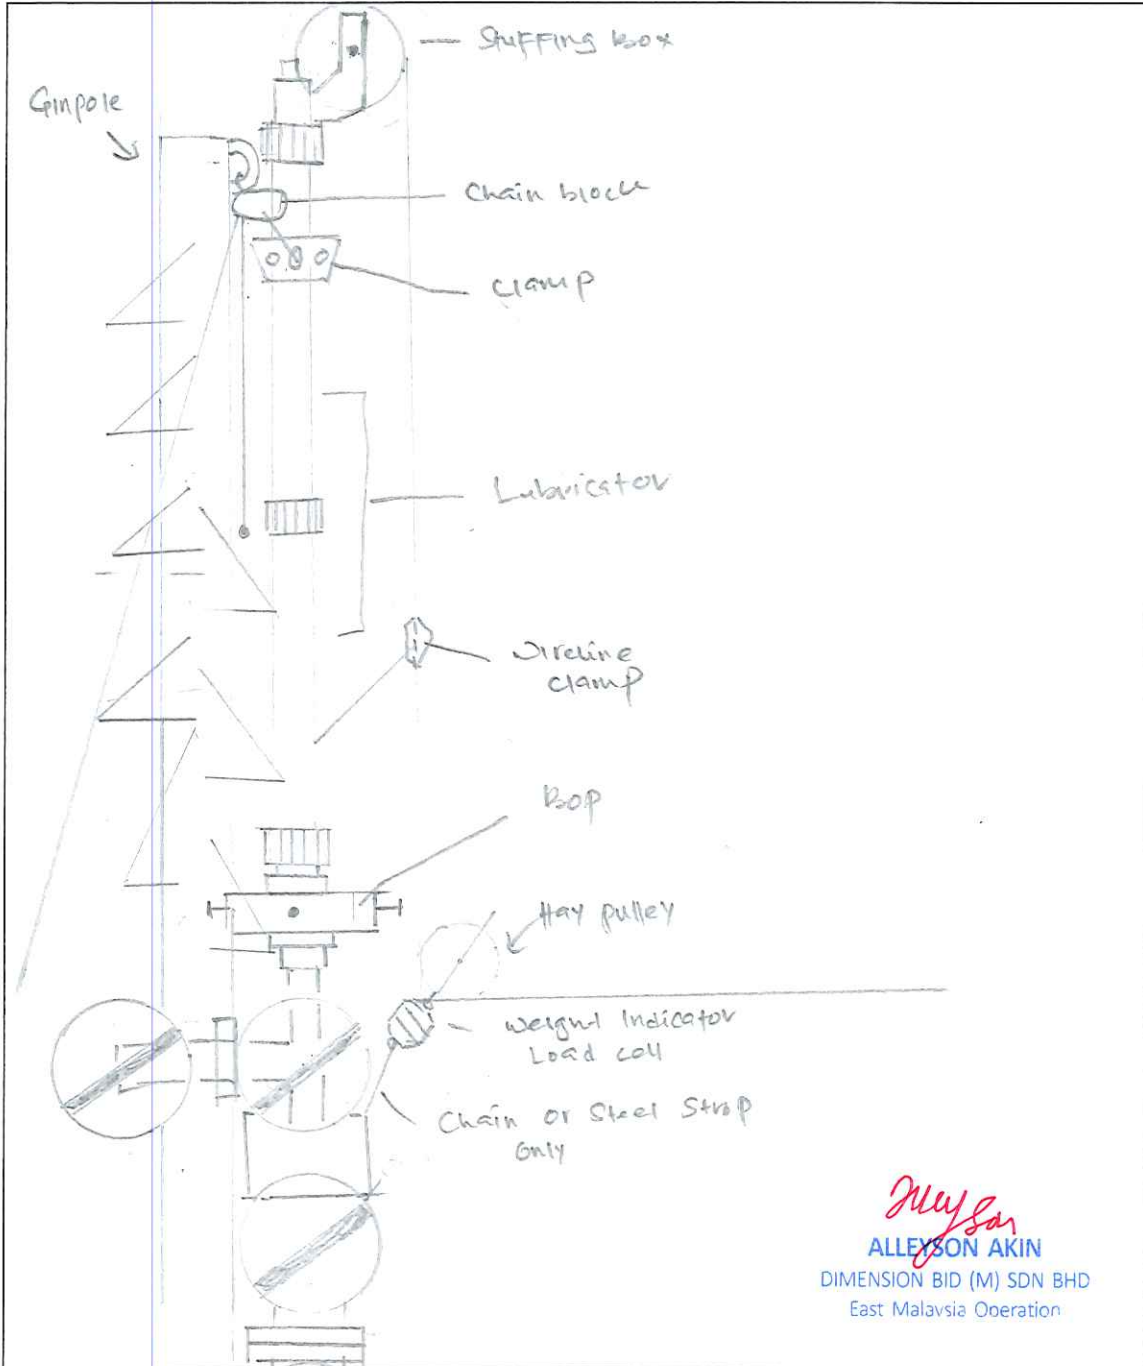 Stuffing Box
Ginpole
Chain block
Clamp
Lubricator
Wireline
clamp
BOP
Hay pulley
Weight Indicator
Load cell
Chain or Steel Strop
Only
ALLEYSON AKIN
DIMENSION BID (M) SDN BHD
East Malaysia Operation